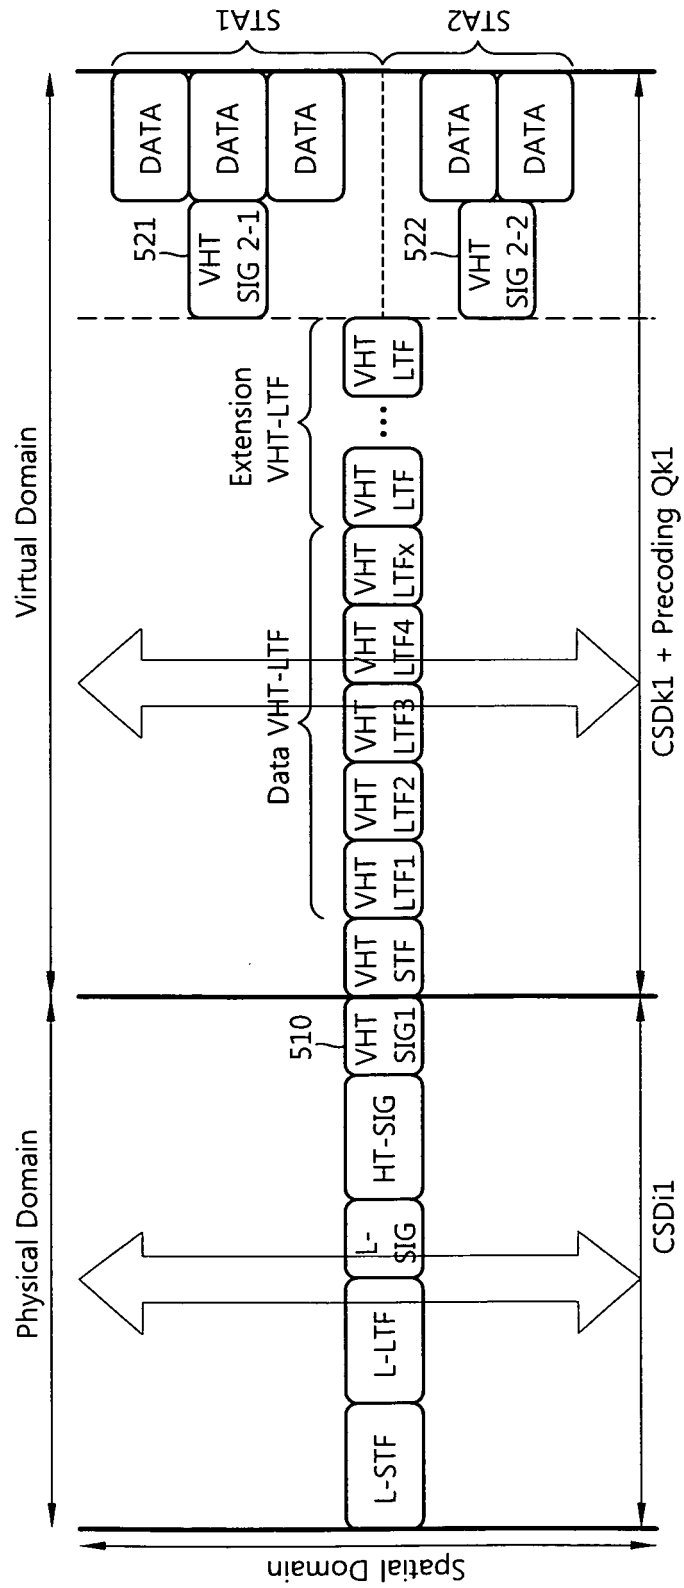 Physical Domain
Virtual Domain
Spatial Domain
L-STF
L-LTF
L-
SIG
HT-SIG
510
VHT
SIG1
VHT
STF
Data VHT-LTF
VHT
LTF1
VHT
LTF2
VHT
LTF3
VHT
LTF4
VHT
LTFx
Extension
VHT-LTF
VHT
LTF
...
VHT
LTF
521
VHT
SIG 2-1
DATA
DATA
DATA
STA1
522
VHT
SIG 2-2
DATA
DATA
STA2
CSDi1
CSDk1 + Precoding Qk1